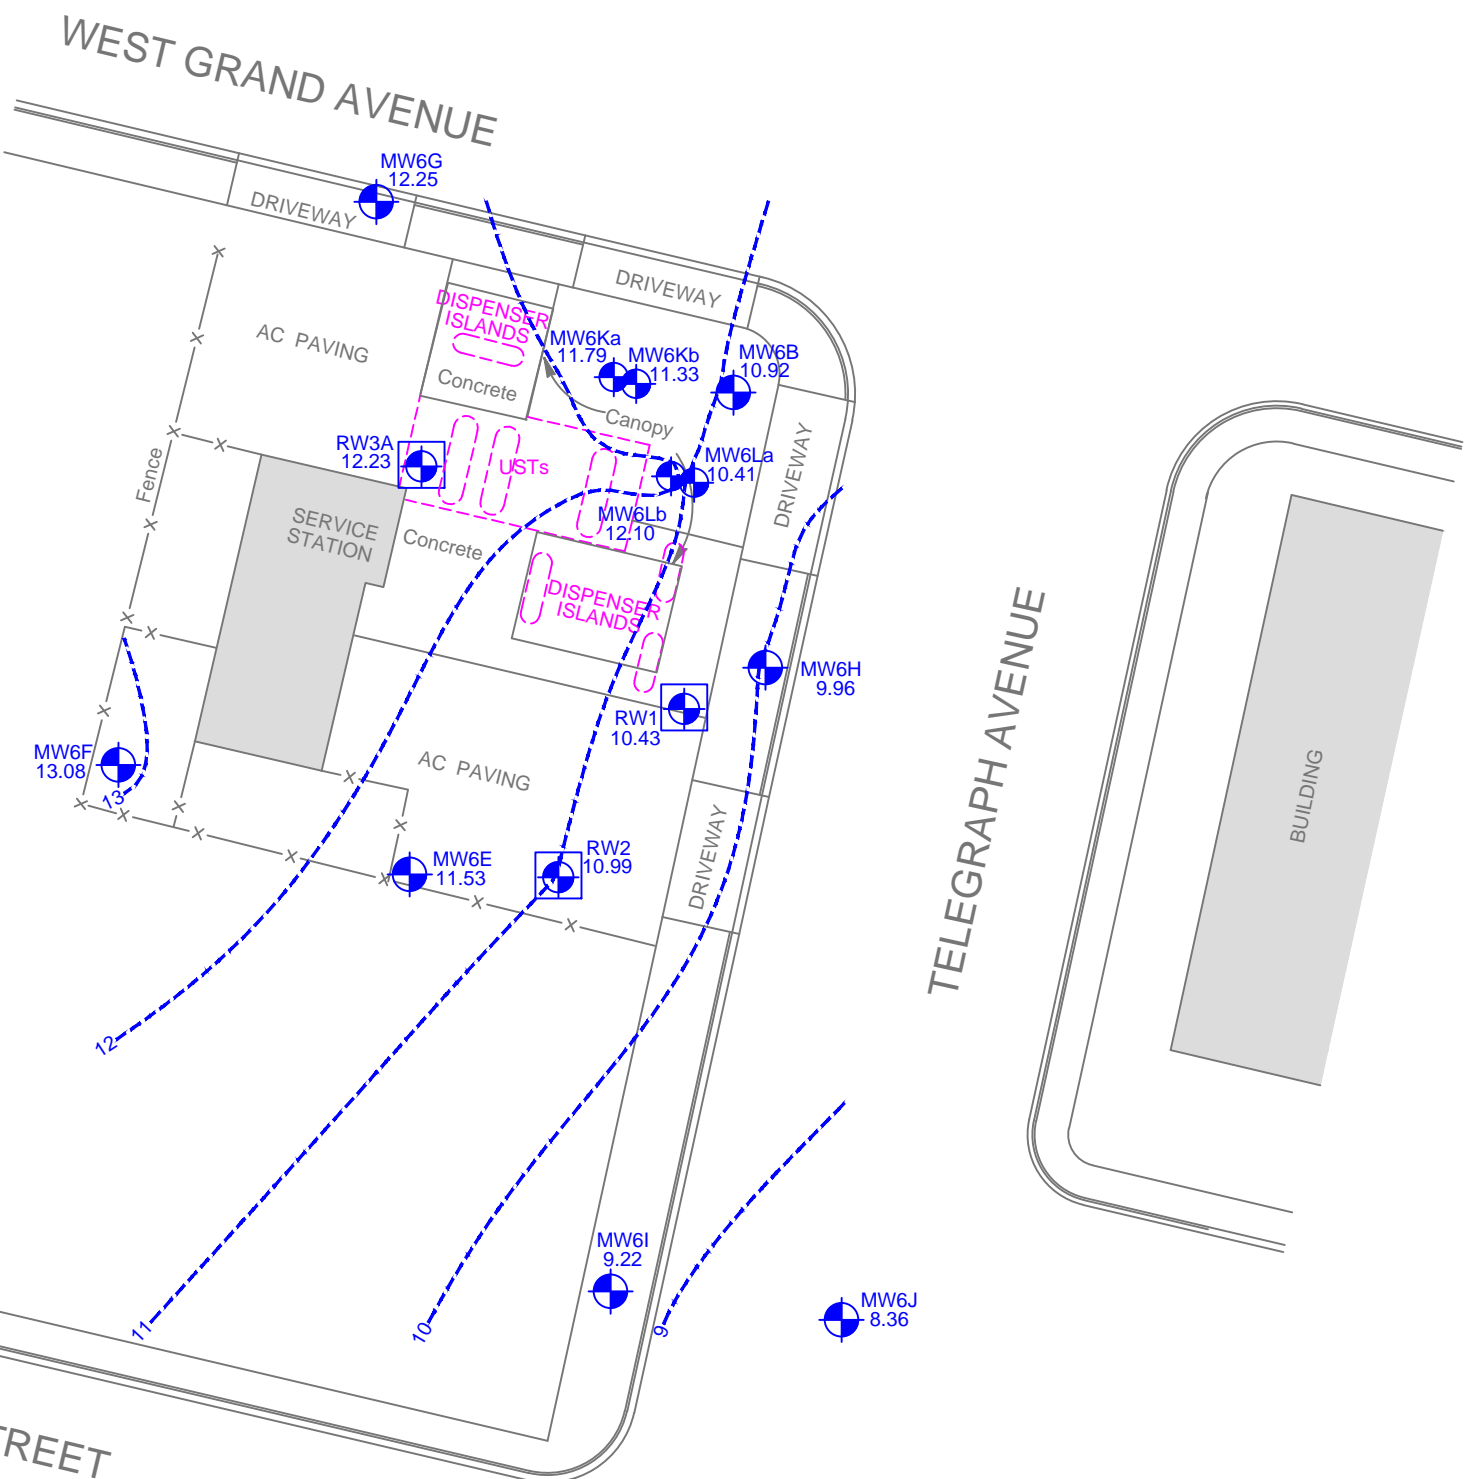 WEST GRAND AVENUE
MW6G
12.25
DRIVEWAY
DRIVEWAY
DISPENSER
ISLANDS
AC PAVING
MW6Ka
11.79
MW6Kb
11.33
MW6B
10.92
Concrete
Canopy
RW3A
12.23
USTs
MW6La
10.41
Fence
DRIVEWAY
SERVICE
STATION
MW6Lb
12.10
Concrete
DISPENSER
ISLANDS
TELEGRAPH AVENUE
MW6H
9.96
RW1
10.43
MW6F
13.08
13
AC PAVING
BUILDING
DRIVEWAY
MW6E
11.53
RW2
10.99
12
MW6I
9.22
MW6J
8.36
11
10
9
TREET